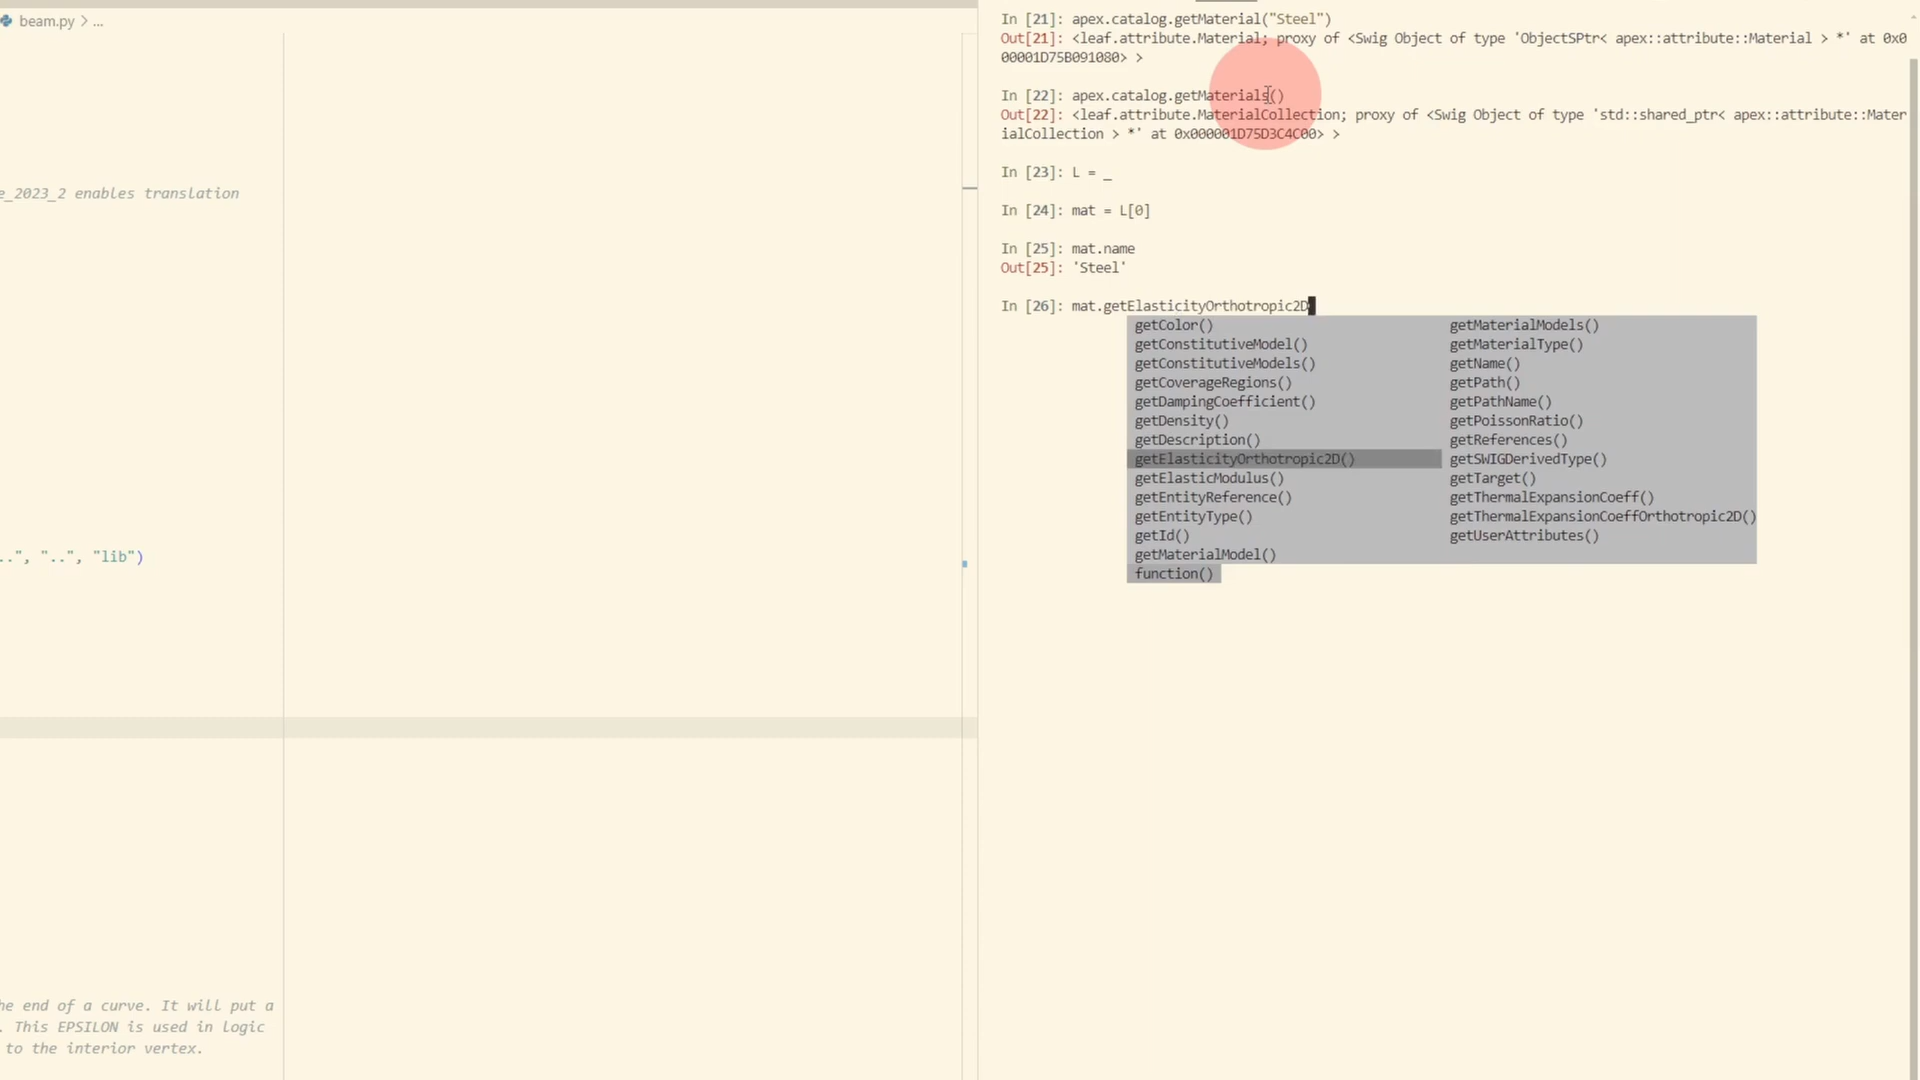 beam.py > ...
e_2023_2 enables translation
..", "..", "lib")
he end of a curve. It will put a
. This EPSILON is used in logic
to the interior vertex.
In [21]: apex.catalog.getMaterial("Steel")
Out[21]: <leaf.attribute.Material; proxy of <Swig Object of type 'ObjectSPtr< apex::attribute::Material > *' at 0x0
00001D75B091080> >
In [22]: apex.catalog.getMaterials()
Out[22]: <leaf.attribute.MaterialCollection; proxy of <Swig Object of type 'std::shared_ptr< apex::attribute::Mater
ialCollection > *' at 0x000001D75D3C4C00> >
In [23]: L = _
In [24]: mat = L[0]
In [25]: mat.name
Out[25]: 'Steel'
In [26]: mat.getElasticityOrthotropic2D
getColor()
getConstitutiveModel()
getConstitutiveModels()
getCoverageRegions()
getDampingCoefficient()
getDensity()
getDescription()
getElasticityOrthotropic2D()
getElasticModulus()
getEntityReference()
getEntityType()
getId()
getMaterialModel()
function()
getMaterialModels()
getMaterialType()
getName()
getPath()
getPathName()
getPoissonRatio()
getReferences()
getSWIGDerivedType()
getTarget()
getThermalExpansionCoeff()
getThermalExpansionCoeffOrthotropic2D()
getUserAttributes()